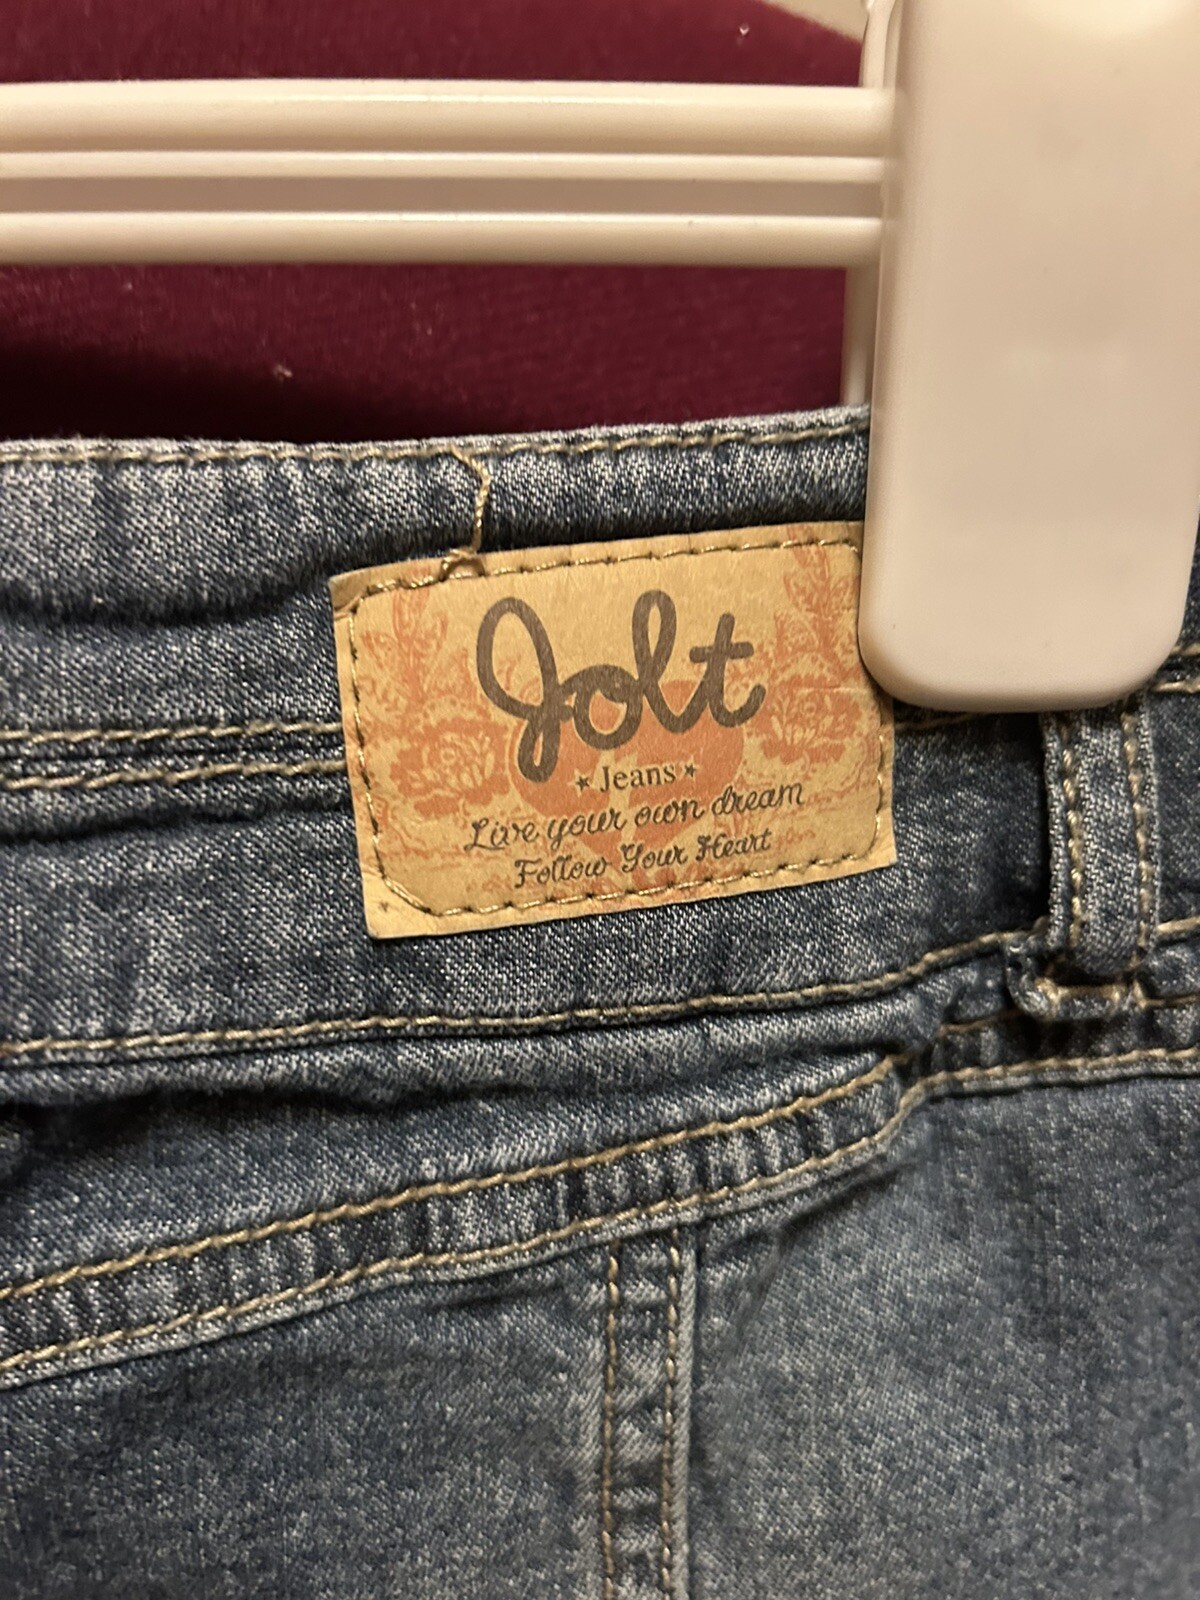 Jolt
★ Jeans ★
Live your own dream
Follow Your Heart